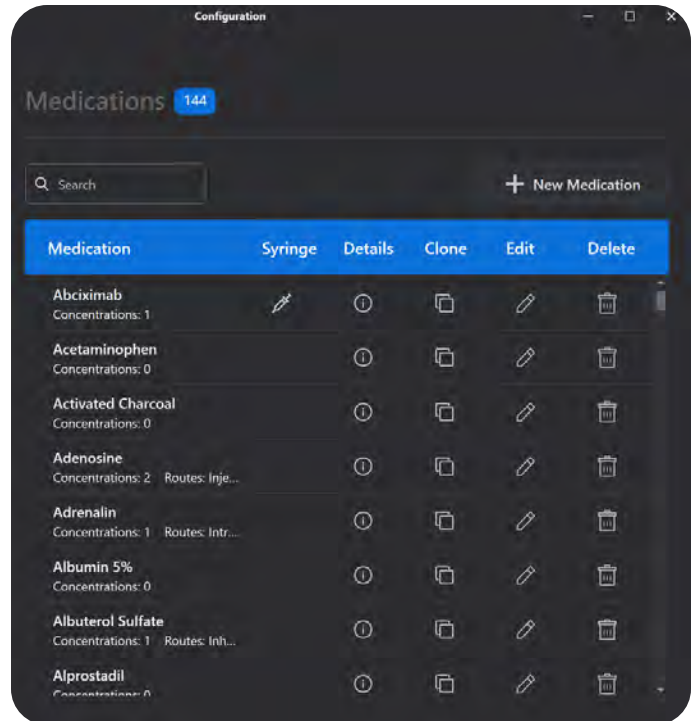 Configuration
Medications 144
Search
New Medication
Medication Syringe Details Clone Edit Delete
Abciximab
Concentrations: 1
Acetaminophen
Concentrations: 0
Activated Charcoal
Concentrations: 0
Adenosine
Concentrations: 2 Routes: Inje...
Adrenalin
Concentrations: 1 Routes: Intr...
Albumin 5%
Concentrations: 0
Albuterol Sulfate
Concentrations: 1 Routes: Inh...
Alprostadil
Concentrations: 0